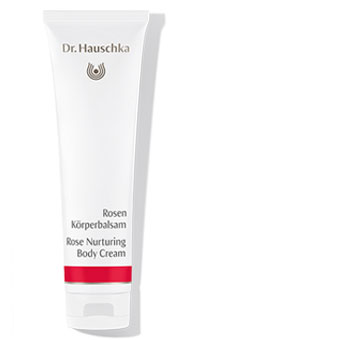 Dr. Hauschka
Rosen
Körperbalsam
Rose Nurturing
Body Cream